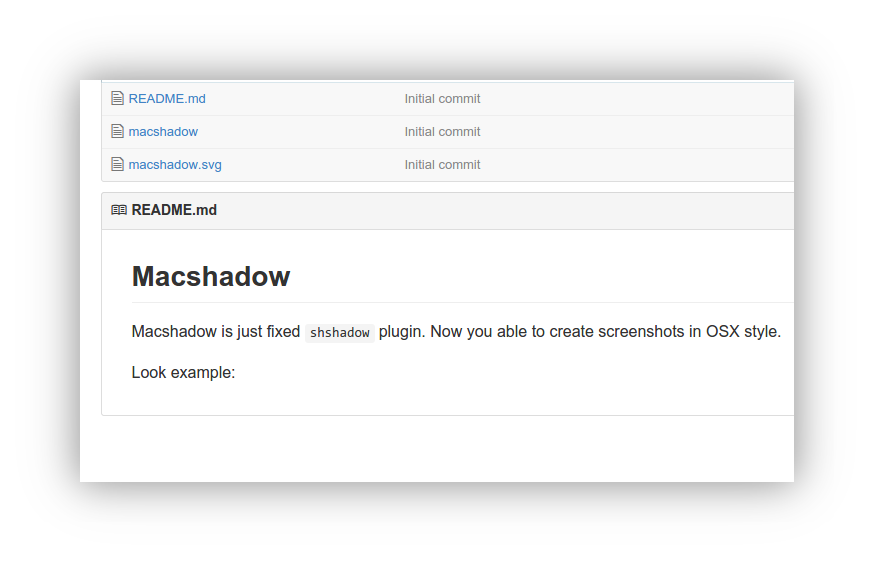 README.md Initial commit
macshadow Initial commit
macshadow.svg Initial commit
README.md
Macshadow
Macshadow is just fixed shshadow plugin. Now you able to create screenshots in OSX style.
Look example: